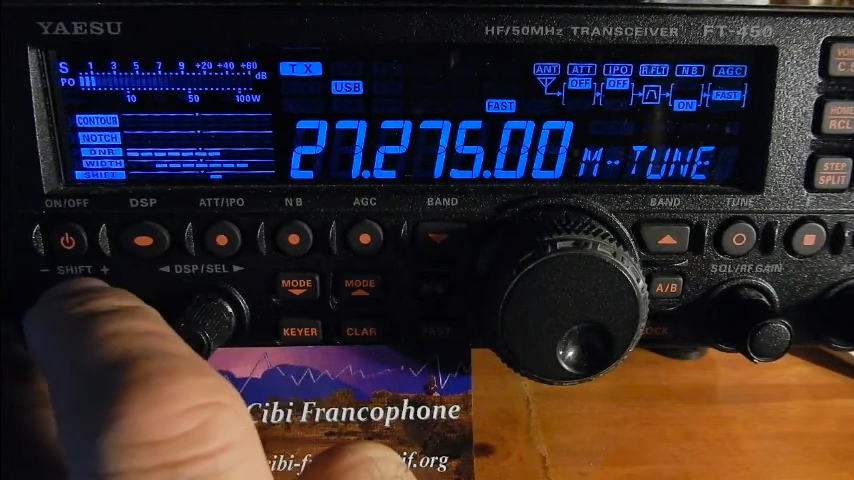 YAESU
HF/50MHz TRANSCEIVER FT-450
S 1 3 5 7 9 +20 +40 +60 dB
PO 10 50 100W
TX
USB
FAST
ANT ATT IPO R.FLT NB AGC
OFF OFF ON FAST
CONTOUR
NOTCH
DNR
WIDTH
SHIFT
27.275.00 M-TUNE
HOME
RCL
STEP
SPLIT
ON/OFF DSP ATT/IPO NB AGC BAND BAND TUNE
− SHIFT + ◄ DSP/SEL ► SQL/RF GAIN
MODE MODE
A/B
KEYER CLAR FAST
Cibi Francophone